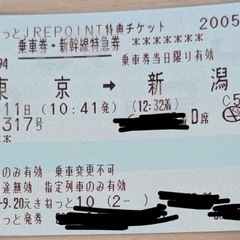 っとJRE POINT特典チケット 2005
乗車券・新幹線特急券 *******
94 乗車券当日限り有効
東京 → 新潟
11日（10:41発） （12:32着） C5
317号 D席
のみ有効 乗車変更不可
途無効 指定列車のみ有効
-9.20えきねっと10（2- ）
っと発券